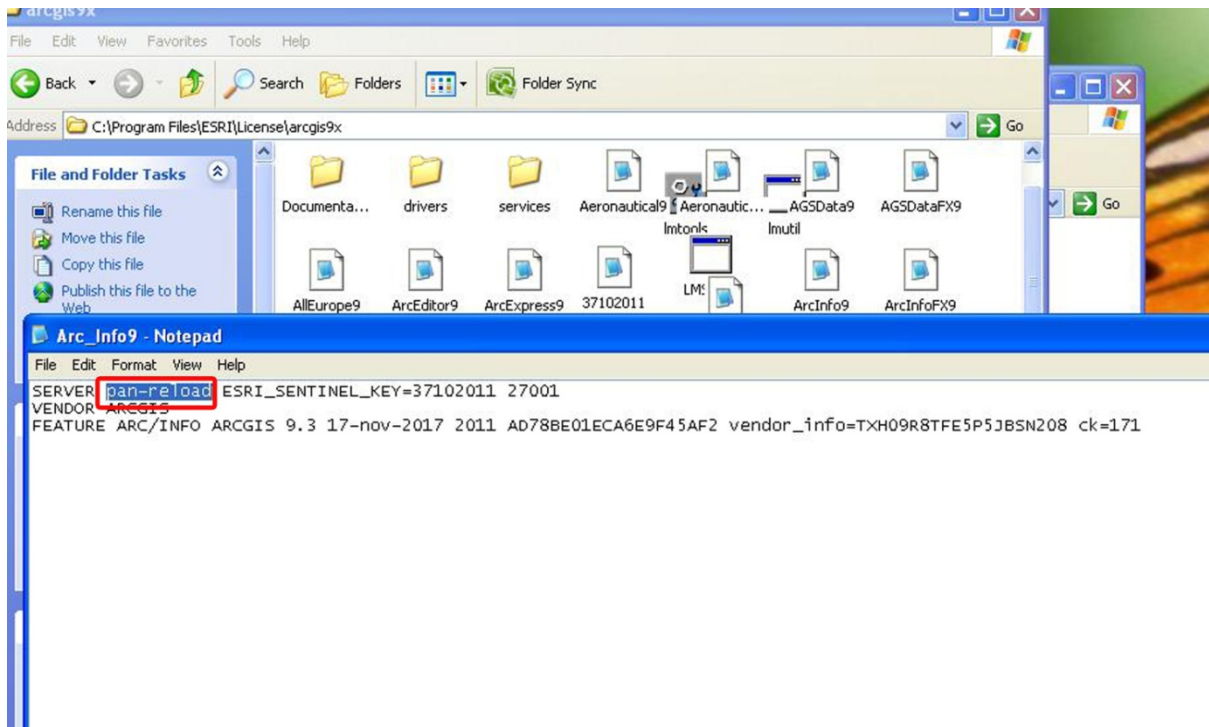 arcgis9x
File Edit View Favorites Tools Help
Back Search Folders Folder Sync
Address C:\Program Files\ESRI\License\arcgis9x Go
File and Folder Tasks
Rename this file
Move this file
Copy this file
Publish this file to the
Web
Documenta... drivers services Aeronautical9 Aeronautic... AGSData9 AGSDataFX9
lmtools lmutil
AllEurope9 ArcEditor9 ArcExpress9 37102011 ArcInfo9 ArcInfoFX9
Go
Arc_Info9 - Notepad
File Edit Format View Help
SERVER pan-reload ESRI_SENTINEL_KEY=37102011 27001
VENDOR ARCGIS
FEATURE ARC/INFO ARCGIS 9.3 17-nov-2017 2011 AD78BE01ECA6E9F45AF2 vendor_info=TXH09R8TFE5P5JBSN208 ck=171